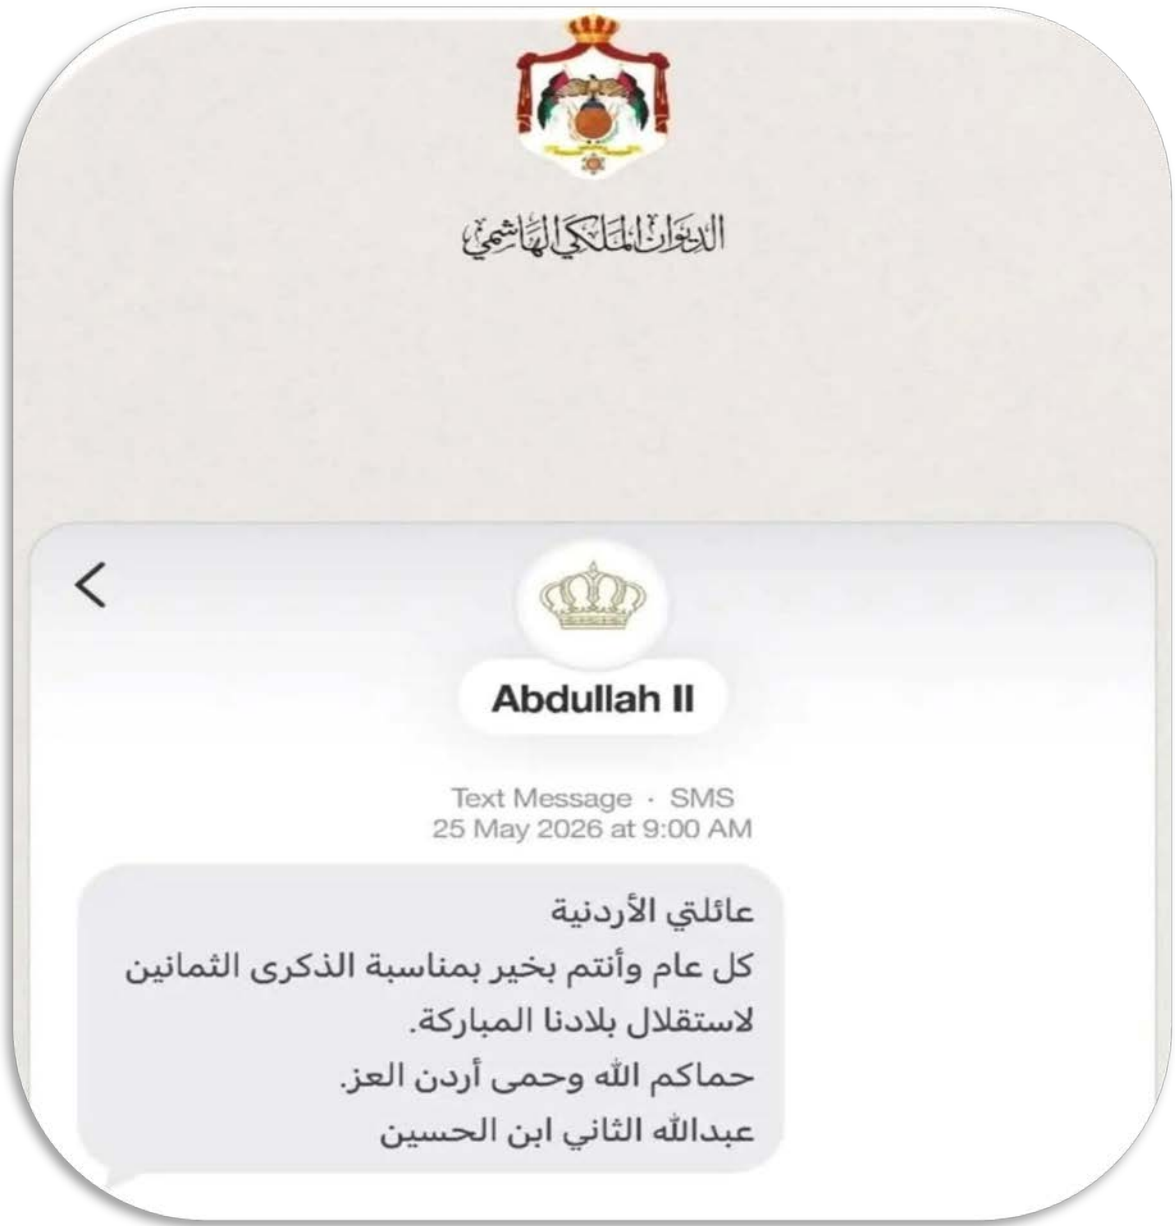 الديوان الملكي الهاشمي
Abdullah II
Text Message · SMS
25 May 2026 at 9:00 AM
عائلتي الأردنية
كل عام وأنتم بخير بمناسبة الذكرى الثمانين
لاستقلال بلادنا المباركة.
حماكم الله وحمى أردن العز.
عبدالله الثاني ابن الحسين